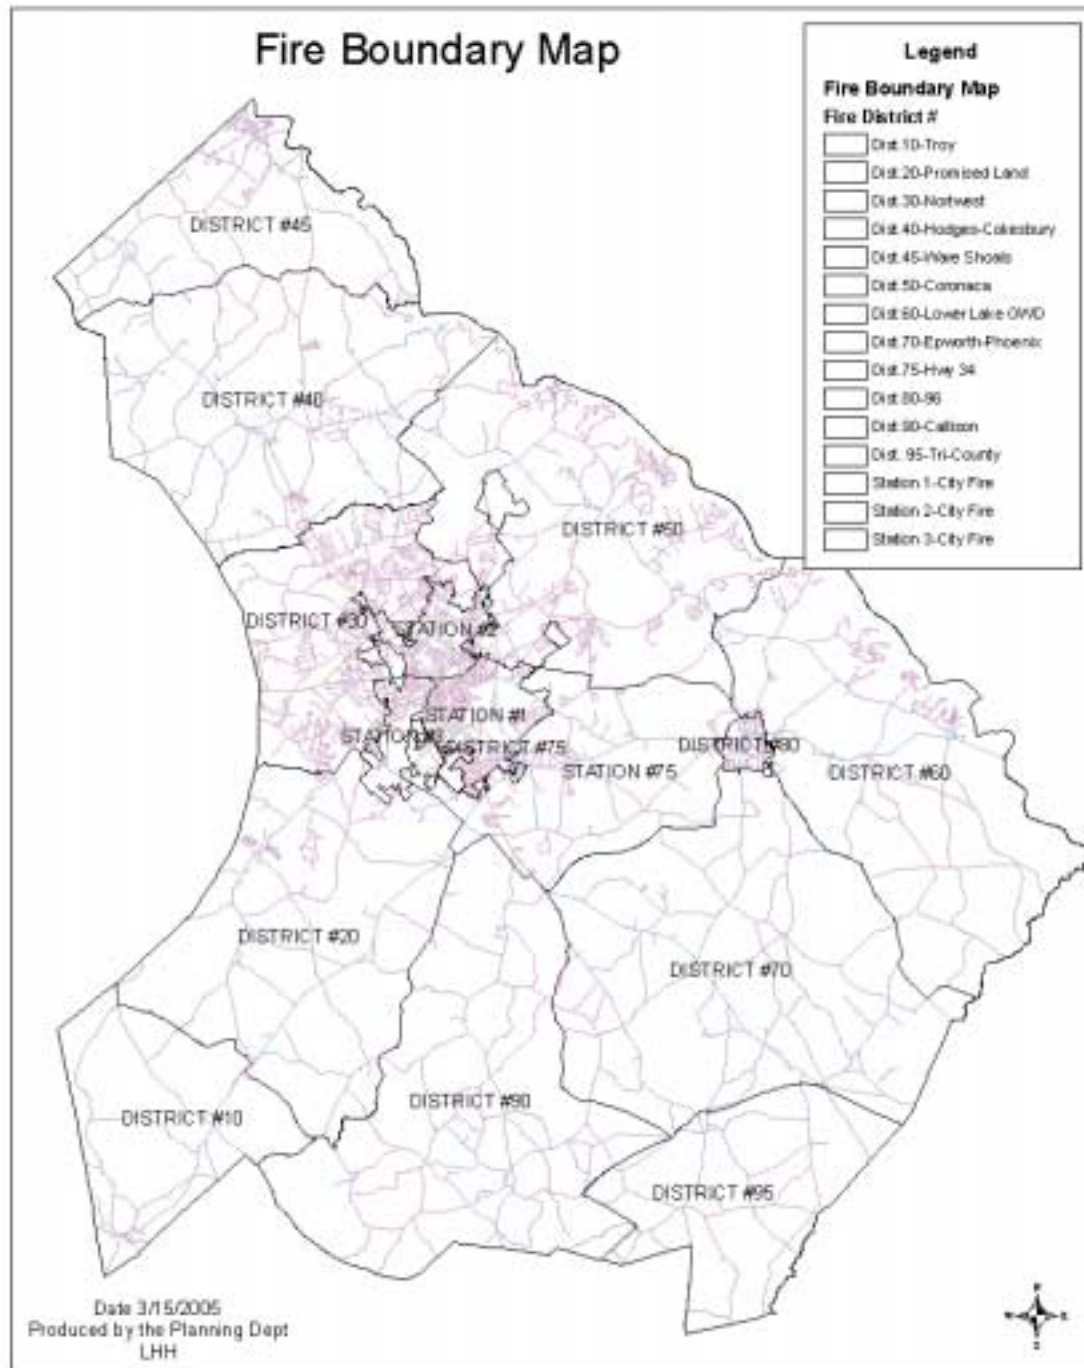 Fire Boundary Map
Legend
Fire Boundary Map
Fire District #
Dist.10-Troy
Dist.20-Promised Land
Dist.30-Nortwest
Dist.40-Hodges-Cokesbury
Dist.45-Ware Shoals
Dist.50-Coronaca
Dist.60-Lower Lake GWD
Dist.70-Epworth-Phoenix
Dist.75-Hwy 34
Dist.80-96
Dist.90-Callison
Dist. 95-Tri-County
Station 1-City Fire
Station 2-City Fire
Station 3-City Fire
DISTRICT #45
DISTRICT #40
DISTRICT #50
DISTRICT #30
STATION #2
STATION #1
STATION #3
DISTRICT #75
STATION #75
DISTRICT #80
DISTRICT #60
DISTRICT #20
DISTRICT #70
DISTRICT #10
DISTRICT #90
DISTRICT #95
Date 3/15/2005
Produced by the Planning Dept
LHH